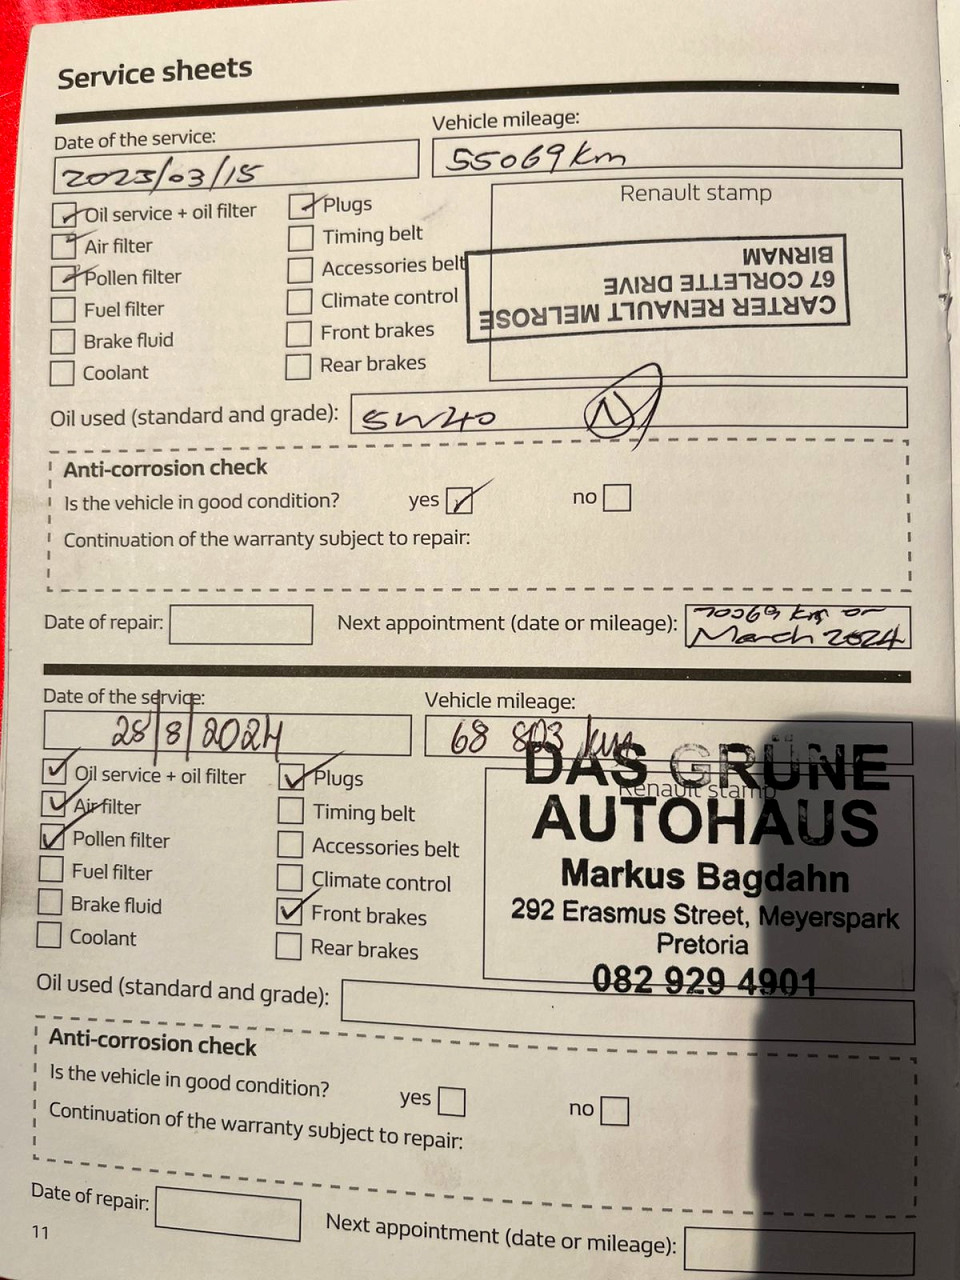 Service sheets
Date of the service:
Vehicle mileage:
2023/03/15
55069 km
Oil service + oil filter
Air filter
Pollen filter
Fuel filter
Brake fluid
Coolant
Plugs
Timing belt
Accessories belt
Climate control
Front brakes
Rear brakes
Renault stamp
CARTER RENAULT MELROSE
67 CORLETTE DRIVE
BIRNAM
Oil used (standard and grade):
5W40
N
Anti-corrosion check
Is the vehicle in good condition?
yes
no
Continuation of the warranty subject to repair:
Date of repair:
Next appointment (date or mileage):
70069 km or
March 2024
Date of the service:
Vehicle mileage:
28/8/2024
68 803 km
Oil service + oil filter
Air filter
Pollen filter
Fuel filter
Brake fluid
Coolant
Plugs
Timing belt
Accessories belt
Climate control
Front brakes
Rear brakes
Renault stamp
DAS GRÜNE
AUTOHAUS
Markus Bagdahn
292 Erasmus Street, Meyerspark
Pretoria
082 929 4901
Oil used (standard and grade):
Anti-corrosion check
Is the vehicle in good condition?
yes
no
Continuation of the warranty subject to repair:
Date of repair:
Next appointment (date or mileage):
11